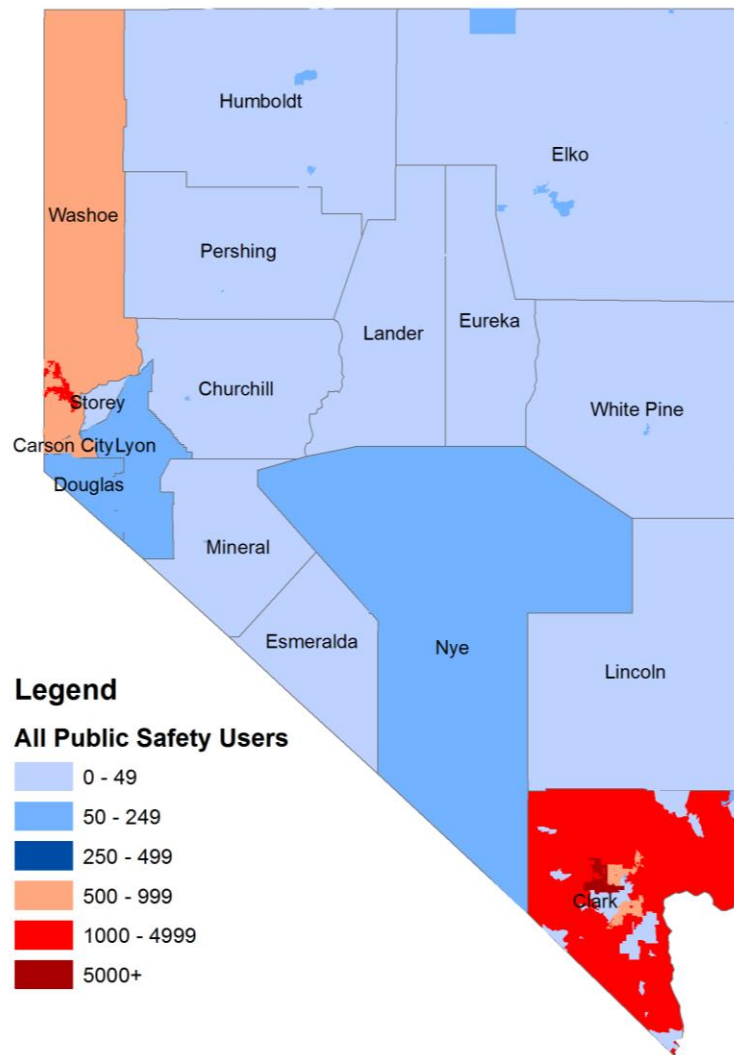 Humboldt
Elko
Washoe
Pershing
Lander
Eureka
Churchill
Storey
White Pine
Carson City Lyon
Douglas
Mineral
Esmeralda
Nye
Lincoln
Clark
Legend
All Public Safety Users
0 - 49
50 - 249
250 - 499
500 - 999
1000 - 4999
5000+